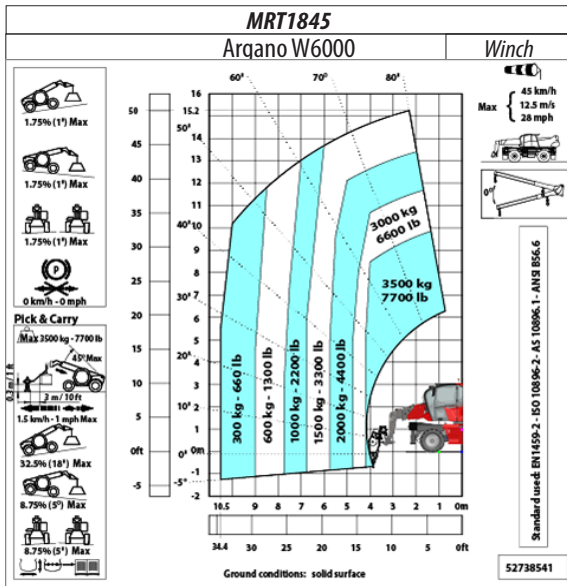 MRT1845
Argano W6000
Winch
1.75% (1°) Max
1.75% (1°) Max
1.75% (1°) Max
P
0 km/h - 0 mph
Pick & Carry
Max 3500 kg - 7700 lb
45° Max
0.3 m / 1 ft
3 m / 10 ft
1.5 km/h - 1 mph Max
32.5% (18°) Max
8.75% (5°) Max
8.75% (5°) Max
60°
70°
80°
50°
40°
30°
20°
10°
0°
-5°
50
45
40
35
30
25
20
15
10
5
0ft
-5
16
15.2
14
13
12
11
10
9
8
7
6
5
4
3
2
1
0m
-1
-2
300 kg - 660 lb
600 kg - 1300 lb
1000 kg - 2200 lb
1500 kg - 3300 lb
2000 kg - 4400 lb
3000 kg
6600 lb
3500 kg
7700 lb
10.5 9 8 7 6 5 4 3 2 1 0m
34.4 30 25 20 15 10 5 0ft
Ground conditions: solid surface
Max
45 km/h
12.5 m/s
28 mph
0°
Standard used: EN1459-2 - ISO 10896-2 - AS 10896.1 - ANSI B56.6
52738541